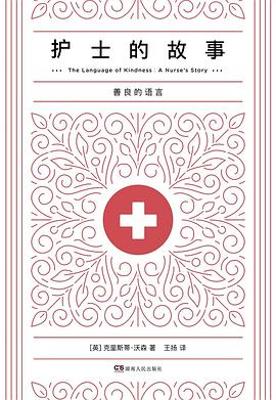 护士的故事
The Language of Kindness: A Nurse's Story
善良的语言
[英] 克里斯蒂·沃森 著 王扬 译
湖南人民出版社